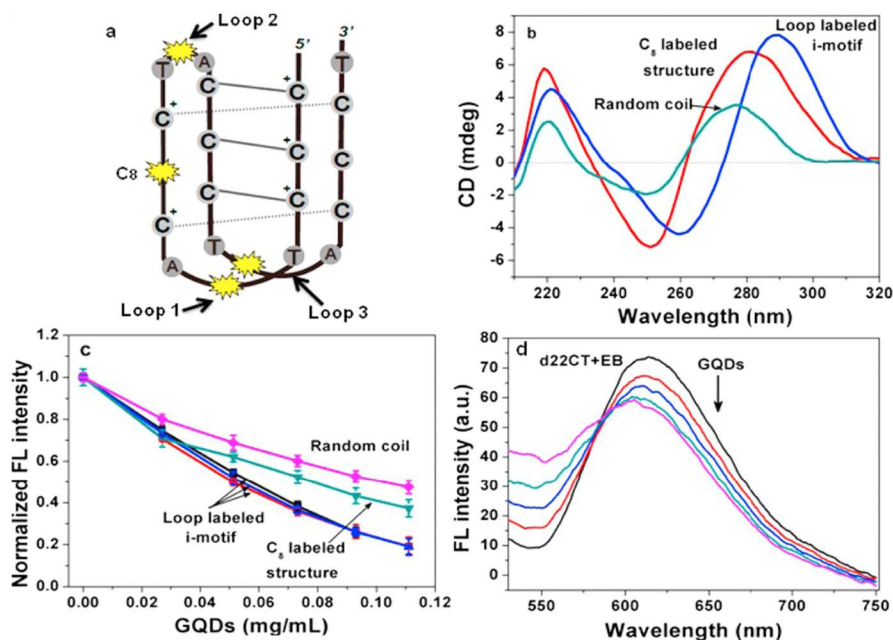 a
Loop 2
5'
3'
T
A
T
C
C
+
+
C
C
C
C8
C
C
+
+
C
C
C
+
+
C
T
T
A
A
Loop 1
Loop 3
b
Loop labeled
i-motif
C8 labeled
structure
Random coil
CD (mdeg)
8
6
4
2
0
-2
-4
-6
220 240 260 280 300 320
Wavelength (nm)
c
Normalized FL intensity
1.2
1.0
0.8
0.6
0.4
0.2
0.0
Random coil
Loop labeled
i-motif
C8 labeled
structure
0.00 0.02 0.04 0.06 0.08 0.10 0.12
GQDs (mg/mL)
d
d22CT+EB
GQDs
FL intensity (a.u.)
80
70
60
50
40
30
20
10
0
550 600 650 700 750
Wavelength (nm)